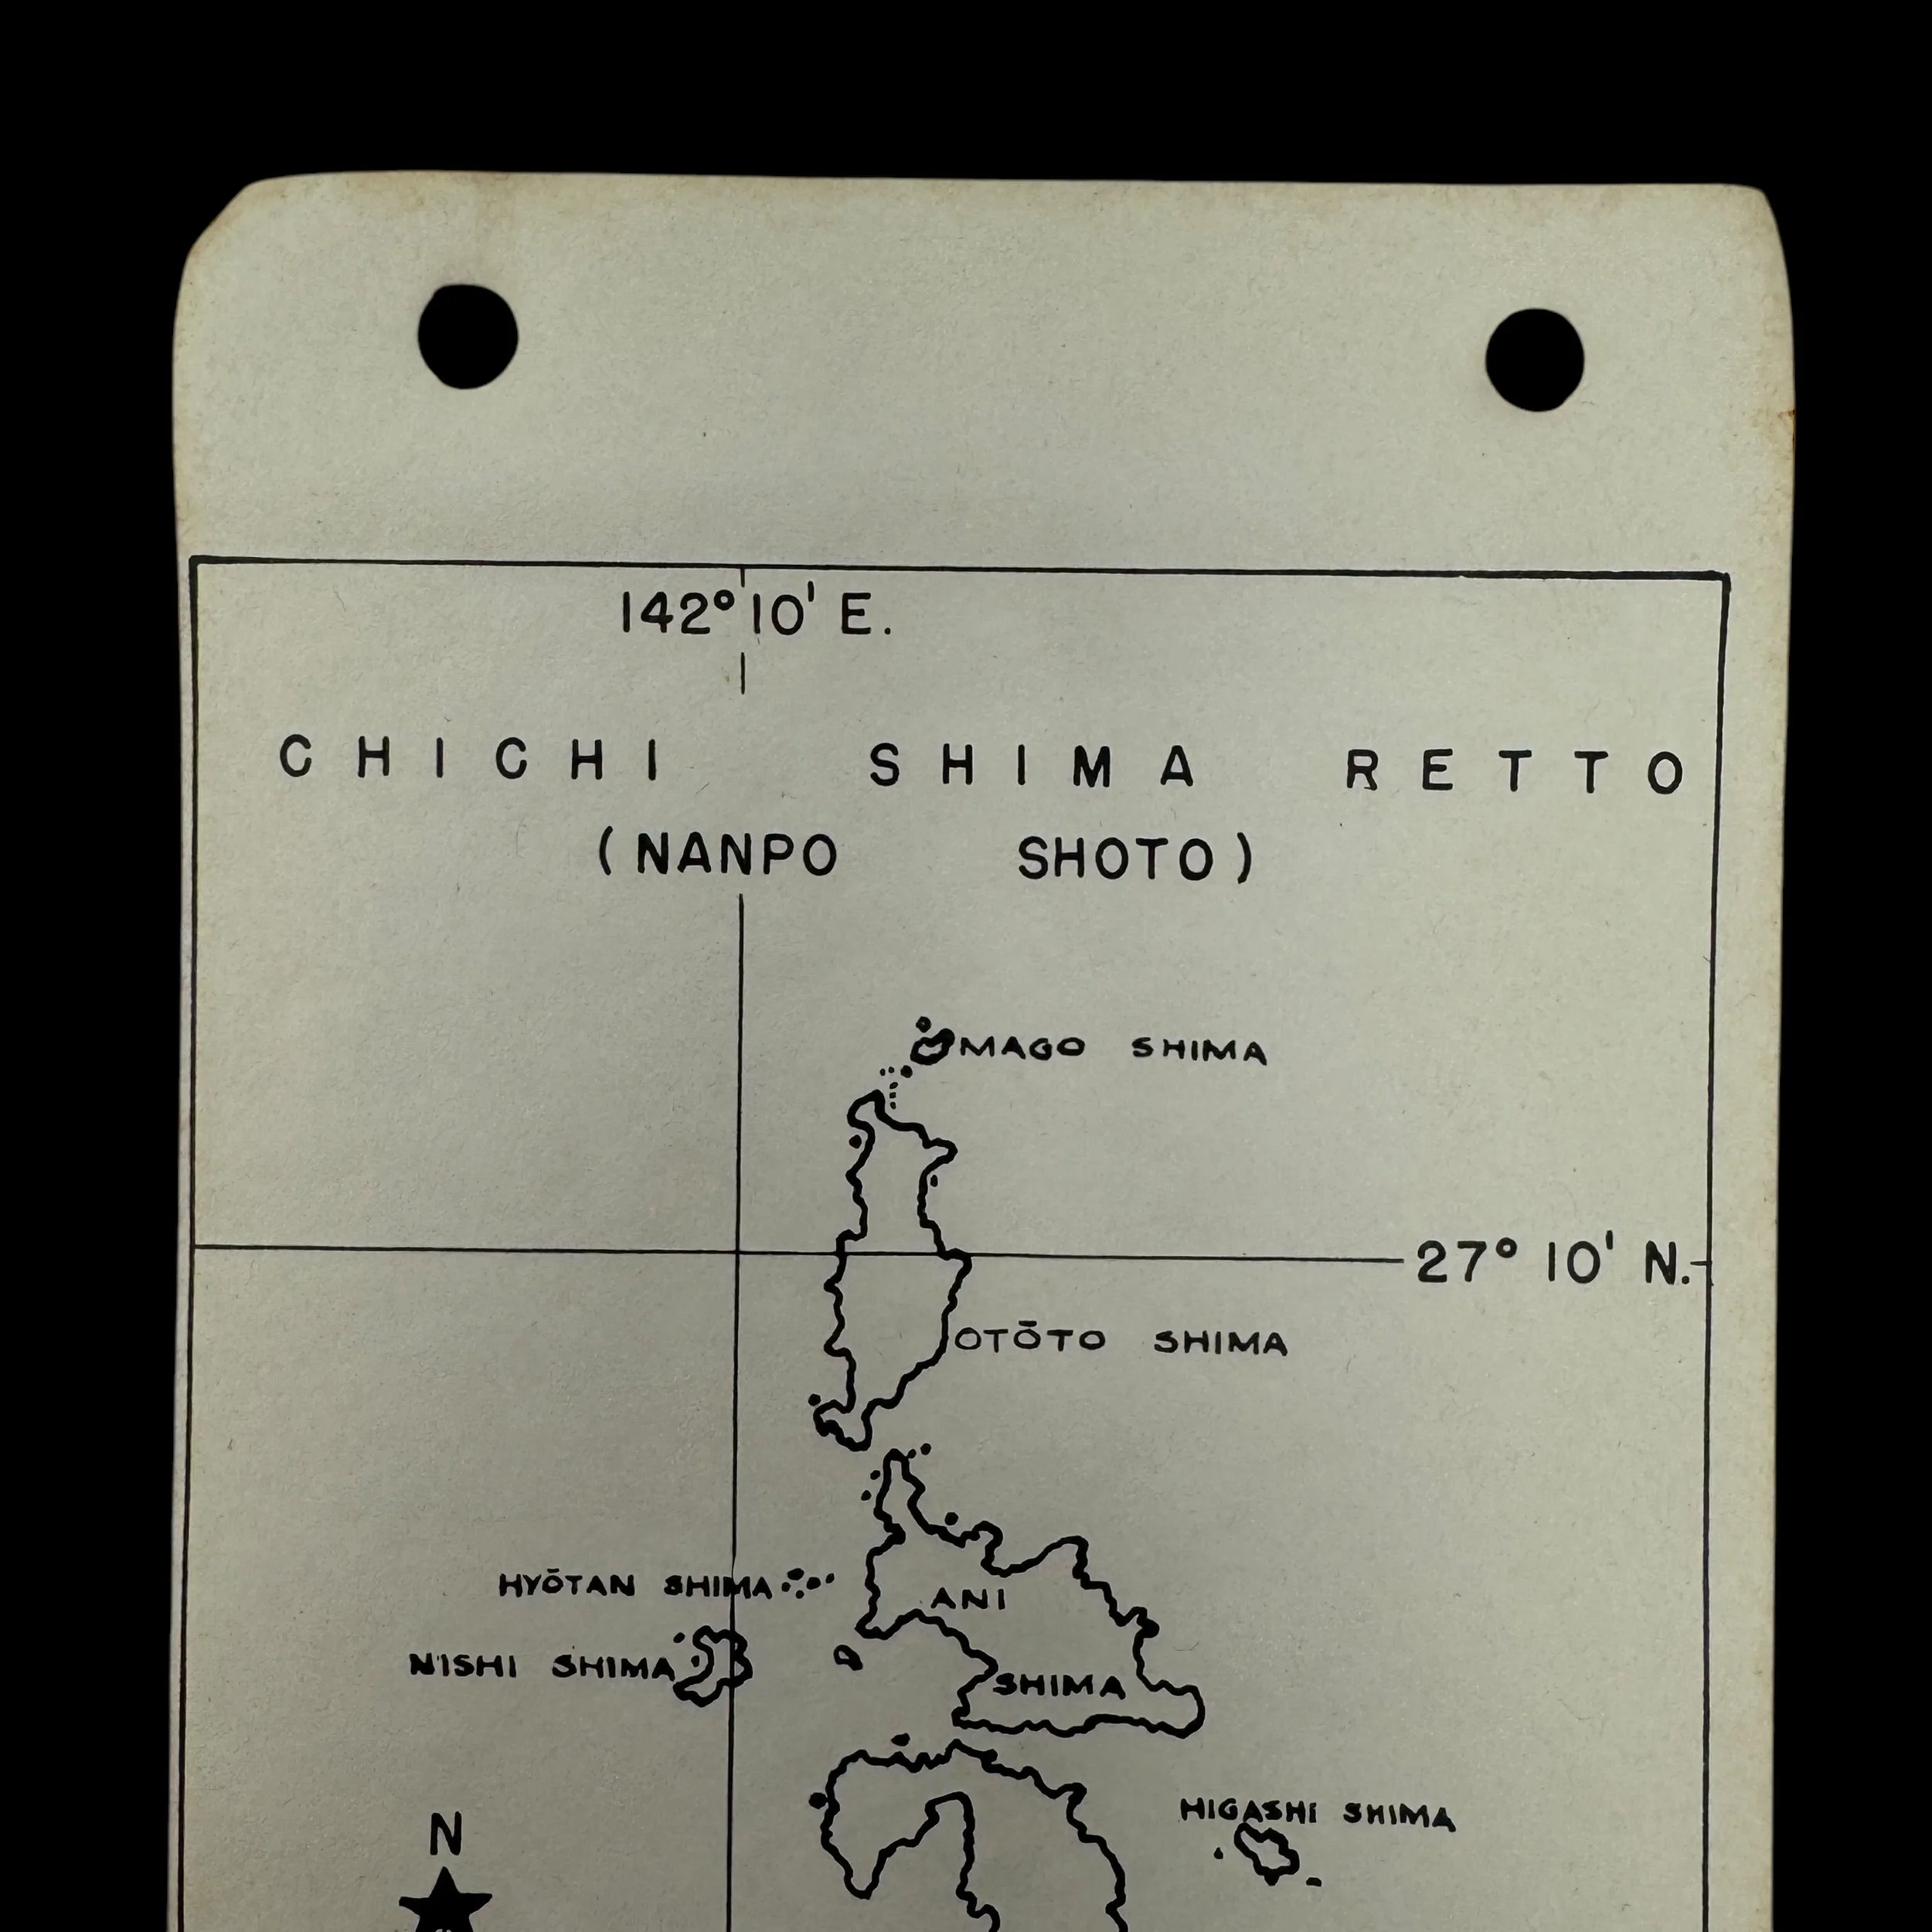 142° 10' E.
CHICHI SHIMA RETTO
(NANPO SHOTO)
MAGO SHIMA
27° 10' N.
OTŌTO SHIMA
HYŌTAN SHIMA
ANI
NISHI SHIMA
SHIMA
HIGASHI SHIMA
N